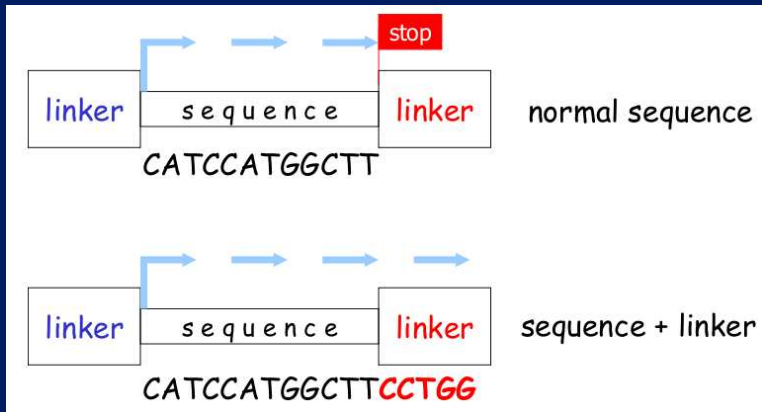 stop
linker sequence linker normal sequence
CATCCATGGCTT
linker sequence linker sequence + linker
CATCCATGGCTTCCTGG